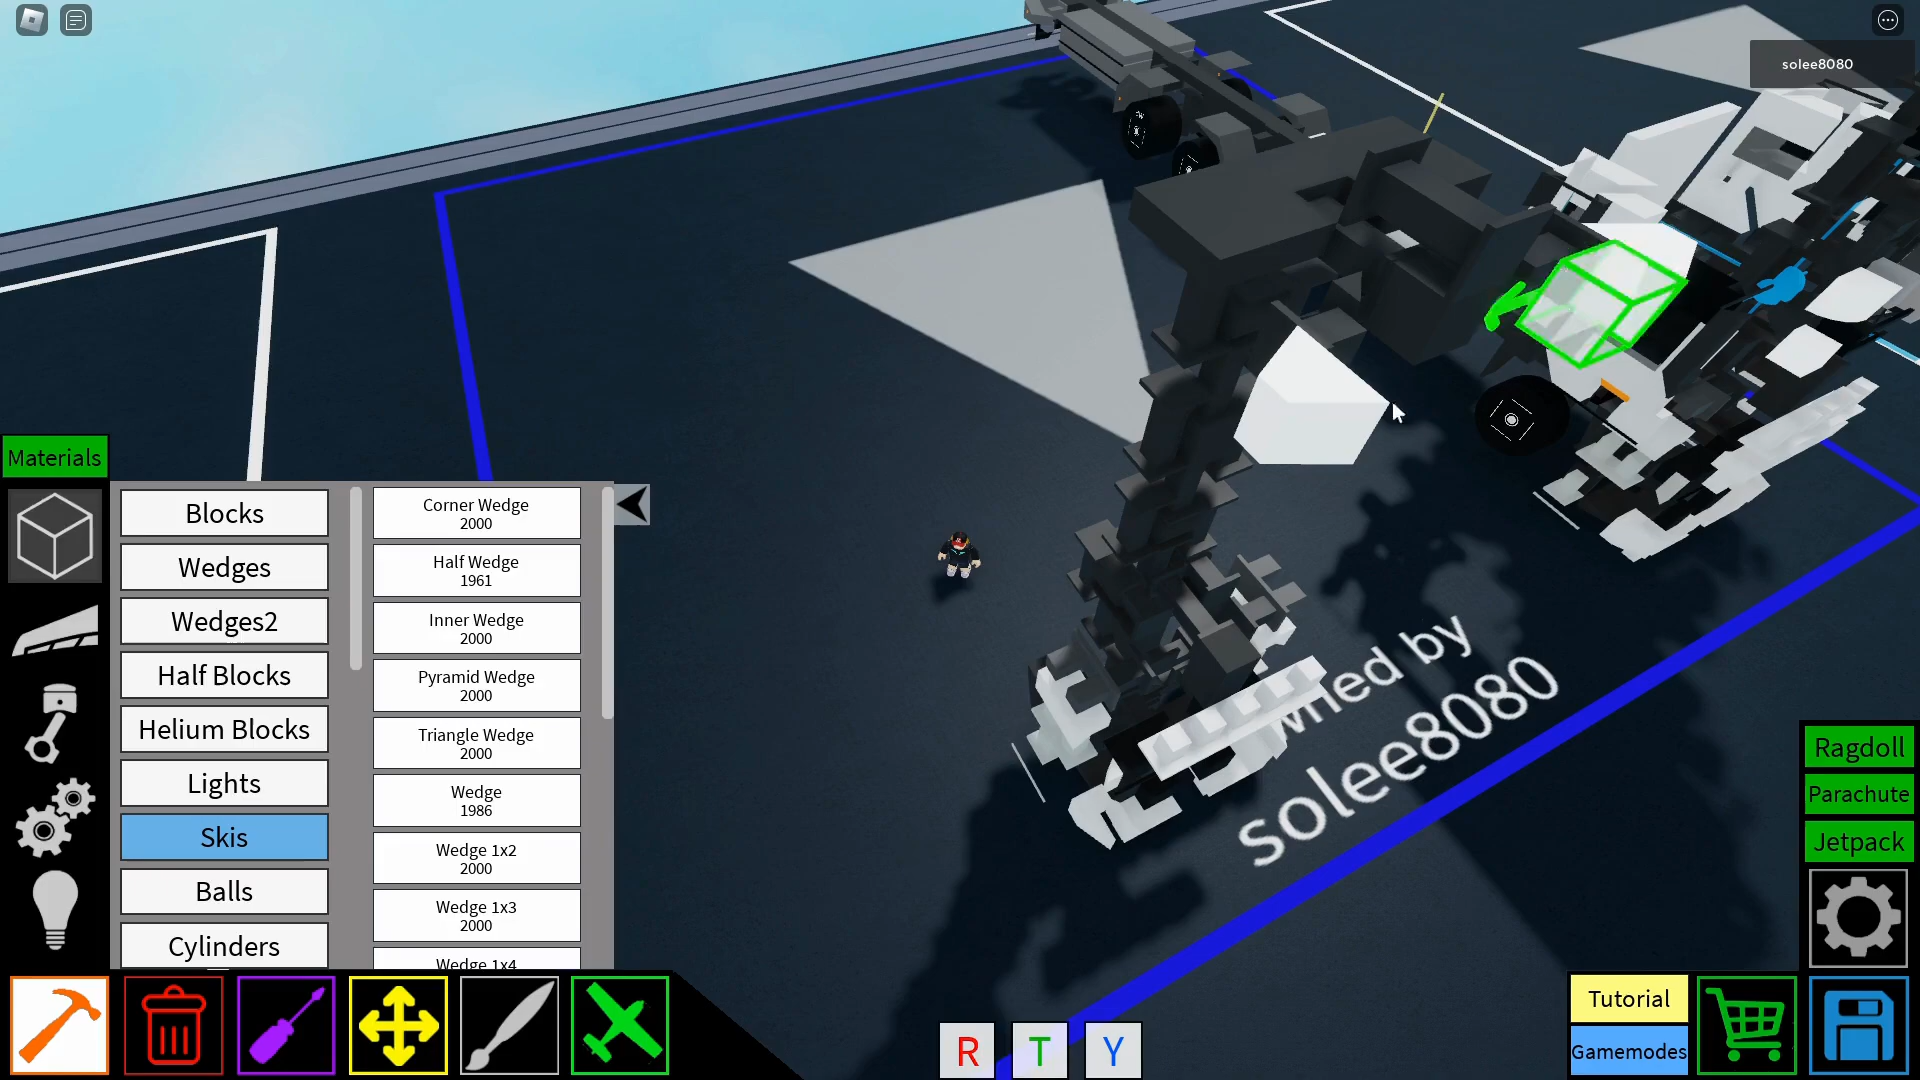 solee8080
Materials
Blocks
Wedges
Wedges2
Half Blocks
Helium Blocks
Lights
Skis
Balls
Cylinders
Corner Wedge
2000
Half Wedge
1961
Inner Wedge
2000
Pyramid Wedge
2000
Triangle Wedge
2000
Wedge
1986
Wedge 1x2
2000
Wedge 1x3
2000
Wedge 1x4
wned by
solee8080
Ragdoll
Parachute
Jetpack
Tutorial
Gamemodes
R T Y